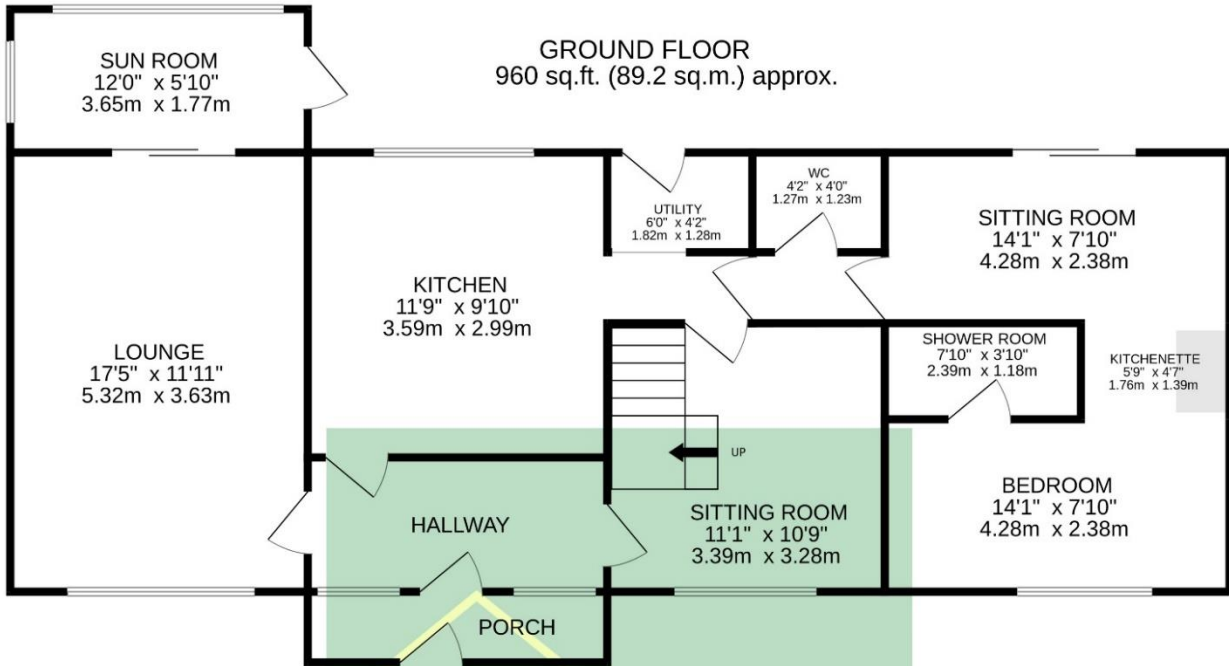 GROUND FLOOR
960 sq.ft. (89.2 sq.m.) approx.
SUN ROOM
12'0" x 5'10"
3.65m x 1.77m
LOUNGE
17'5" x 11'11"
5.32m x 3.63m
KITCHEN
11'9" x 9'10"
3.59m x 2.99m
UTILITY
6'0" x 4'2"
1.82m x 1.28m
WC
4'2" x 4'0"
1.27m x 1.23m
SITTING ROOM
14'1" x 7'10"
4.28m x 2.38m
SHOWER ROOM
7'10" x 3'10"
2.39m x 1.18m
KITCHENETTE
5'9" x 4'7"
1.76m x 1.39m
UP
HALLWAY
SITTING ROOM
11'1" x 10'9"
3.39m x 3.28m
BEDROOM
14'1" x 7'10"
4.28m x 2.38m
PORCH